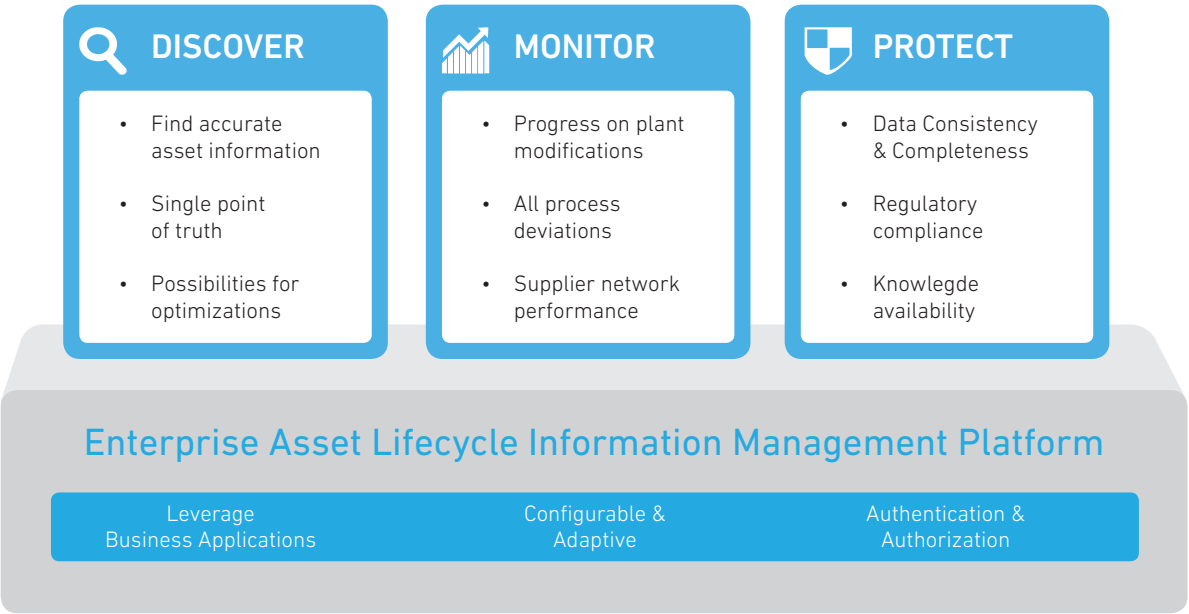 DISCOVER
• Find accurate
asset information
• Single point
of truth
• Possibilities for
optimizations
MONITOR
• Progress on plant
modifications
• All process
deviations
• Supplier network
performance
PROTECT
• Data Consistency
& Completeness
• Regulatory
compliance
• Knowlegde
availability
Enterprise Asset Lifecycle Information Management Platform
Leverage
Business Applications
Configurable &
Adaptive
Authentication &
Authorization